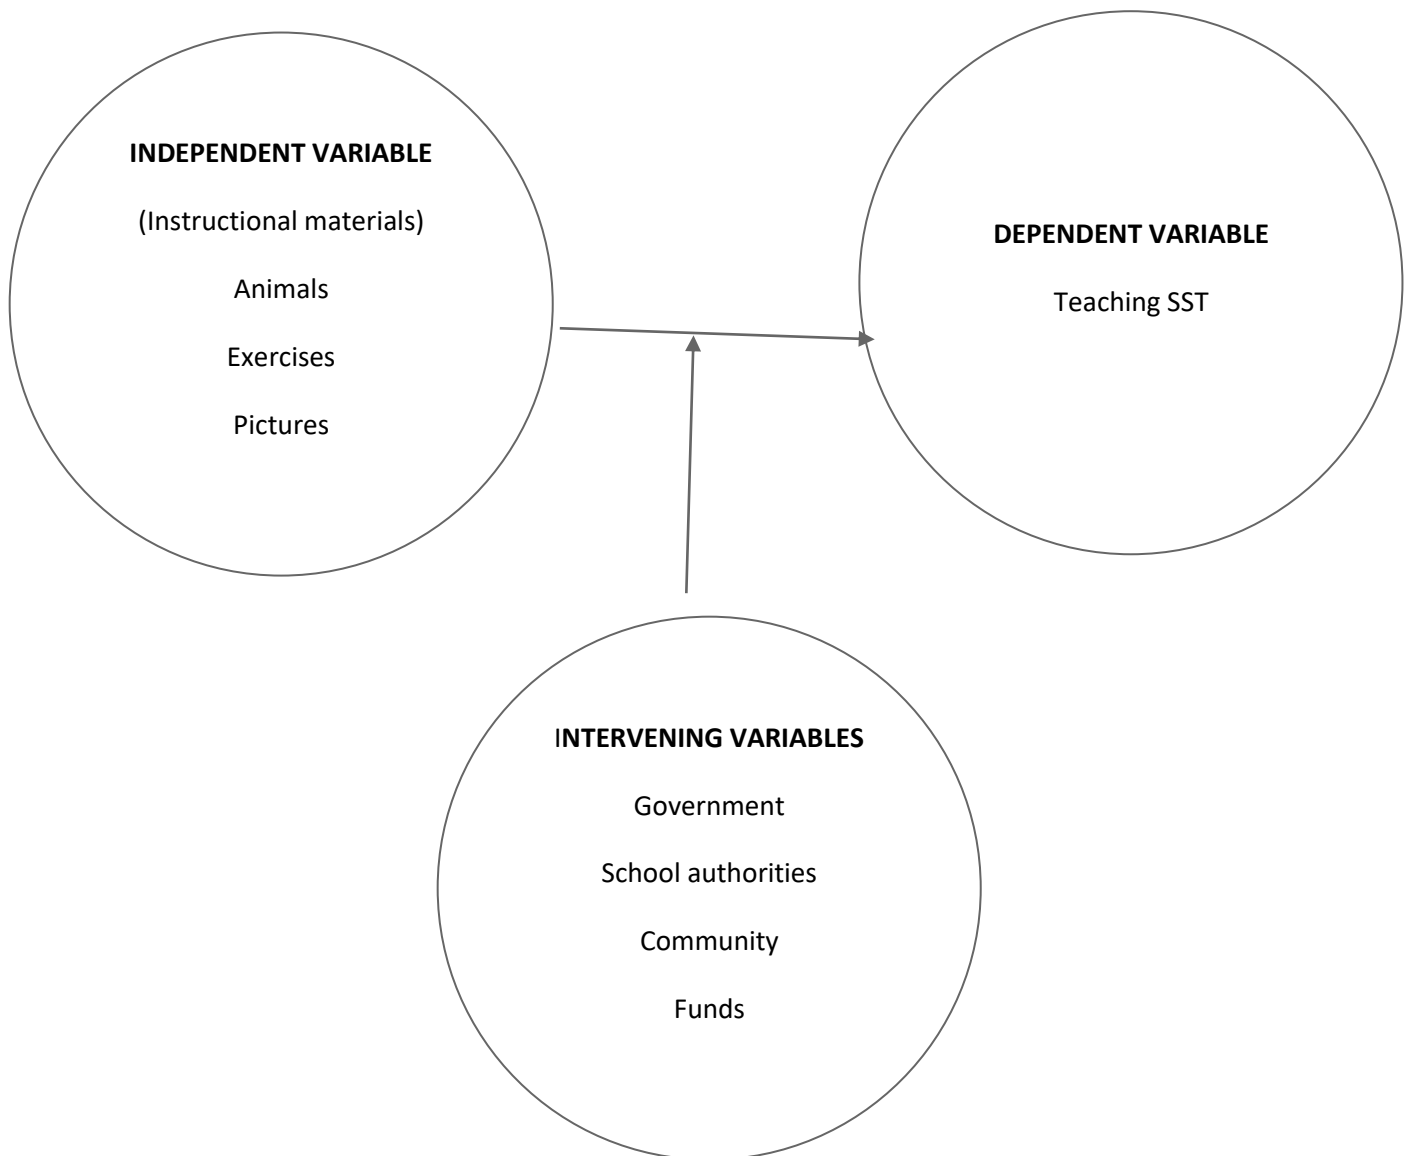 INDEPENDENT VARIABLE
(Instructional materials)
Animals
Exercises
Pictures
DEPENDENT VARIABLE
Teaching SST
INTERVENING VARIABLES
Government
School authorities
Community
Funds